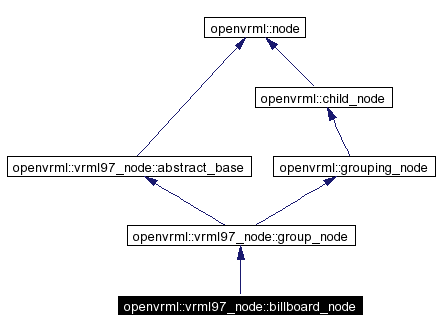 openvrml::node
openvrml::child_node
openvrml::vrml97_node::abstract_base
openvrml::grouping_node
openvrml::vrml97_node::group_node
openvrml::vrml97_node::billboard_node